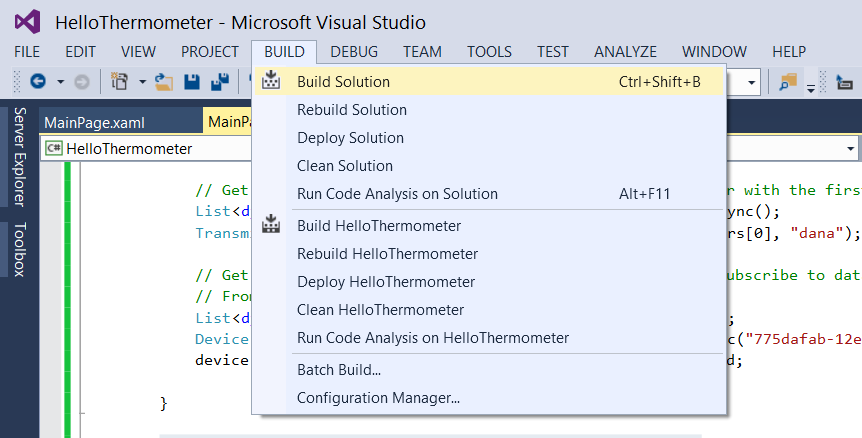 HelloThermometer - Microsoft Visual Studio
FILE EDIT VIEW PROJECT BUILD DEBUG TEAM TOOLS TEST ANALYZE WINDOW HELP
Build Solution Ctrl+Shift+B
Rebuild Solution
Deploy Solution
Clean Solution
Run Code Analysis on Solution Alt+F11
Build HelloThermometer
Rebuild HelloThermometer
Deploy HelloThermometer
Clean HelloThermometer
Run Code Analysis on HelloThermometer
Batch Build...
Configuration Manager...
Server Explorer
Toolbox
MainPage.xaml MainPa
C# HelloThermometer
// Get r with the firs
List<d ync();
Transmi rs[0], "dana");
// Get ubscribe to dat
// Fro
List<d ;
Device c("775dafab-12e
device d;
}